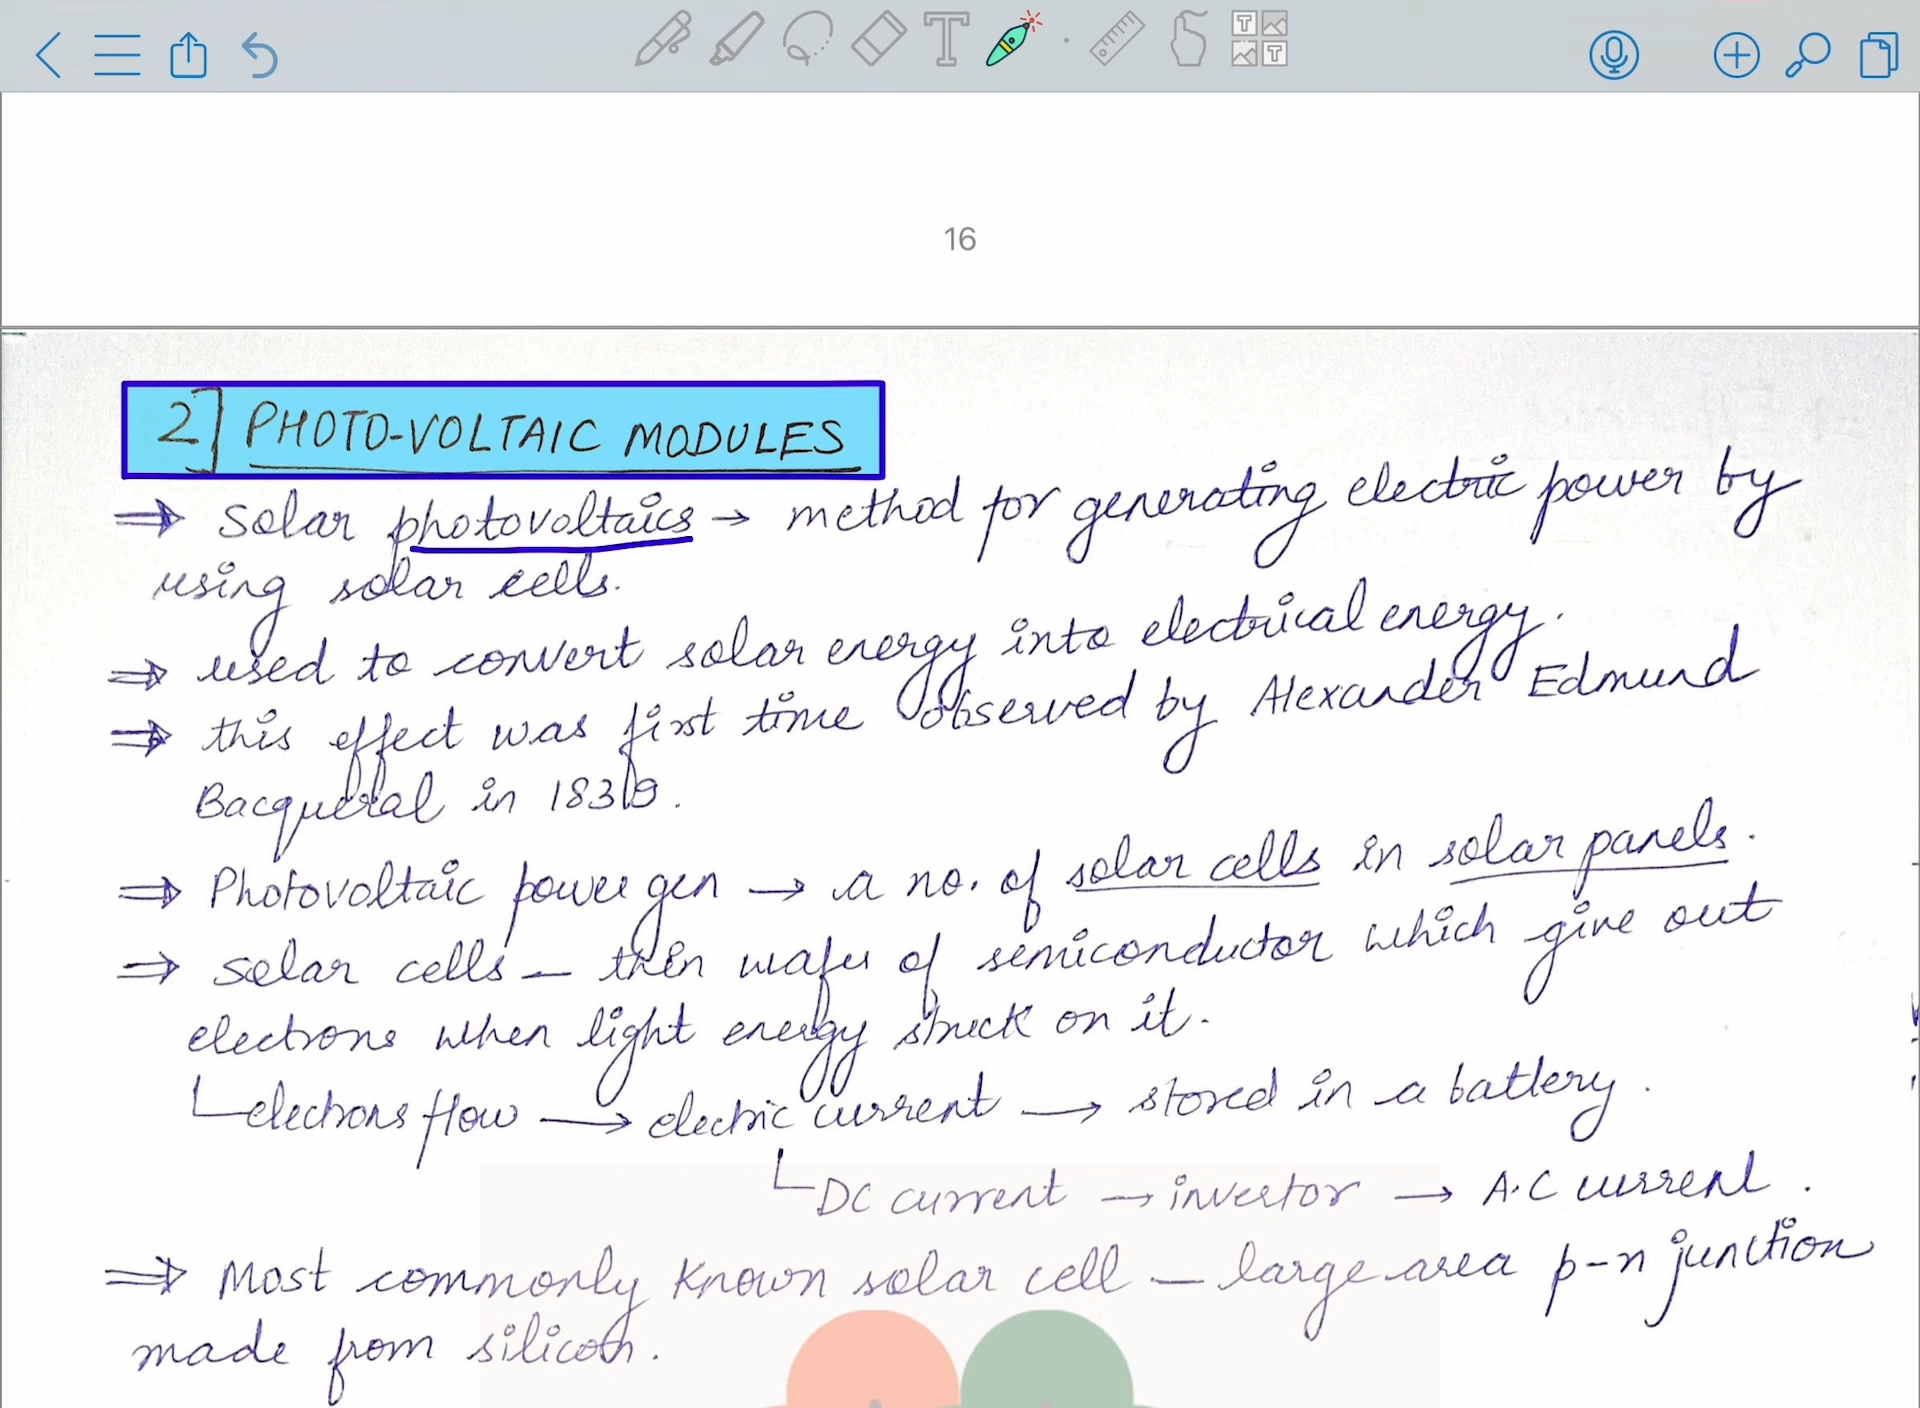 16
2] PHOTO-VOLTAIC MODULES
⇒ Solar photovoltaics → method for generating electric power by
using solar cells.
⇒ used to convert solar energy into electrical energy.
⇒ this effect was first time observed by Alexander Edmund
Bacqueral in 1839.
⇒ Photovoltaic power gen → a no. of solar cells in solar panels.
⇒ Solar cells – thin wafer of semiconductor which give out
electrons when light energy struck on it.
└ electrons flow → electric current → stored in a battery.
└ DC current → invertor → A.C current.
⇒ Most commonly known solar cell – large area p-n junction
made from silicon.